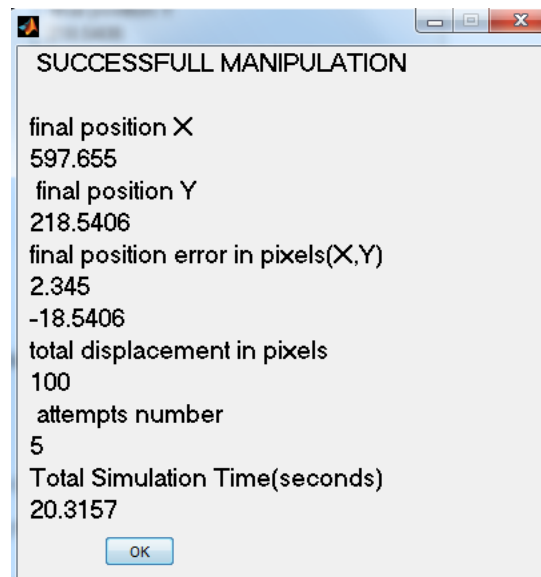 SUCCESSFULL MANIPULATION
final position X
597.655
final position Y
218.5406
final position error in pixels(X,Y)
2.345
-18.5406
total displacement in pixels
100
attempts number
5
Total Simulation Time(seconds)
20.3157
OK